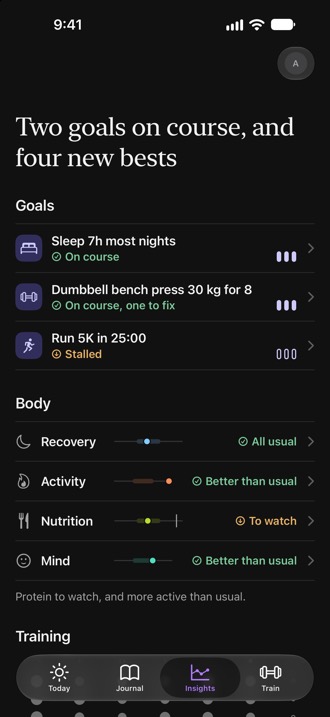 9:41
A
Two goals on course, and
four new bests
Goals
Sleep 7h most nights
On course
Dumbbell bench press 30 kg for 8
On course, one to fix
Run 5K in 25:00
Stalled
Body
Recovery All usual
Activity Better than usual
Nutrition To watch
Mind Better than usual
Protein to watch, and more active than usual.
Training
Today Journal Insights Train